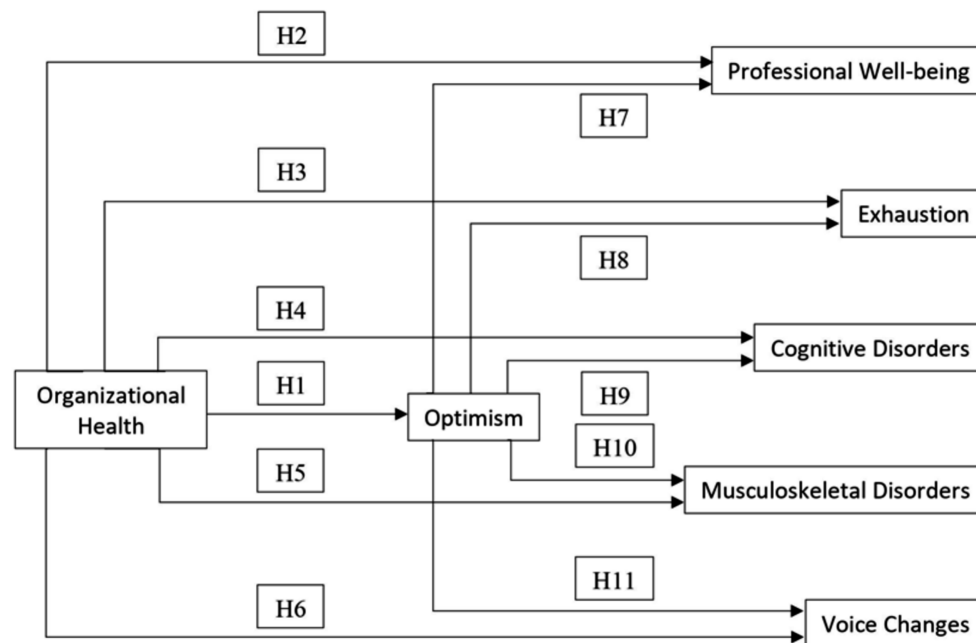 H2
Professional Well-being
H7
H3
Exhaustion
H8
H4
Cognitive Disorders
H1
Organizational
Health
Optimism
H9
H10
H5
Musculoskeletal Disorders
H11
H6
Voice Changes